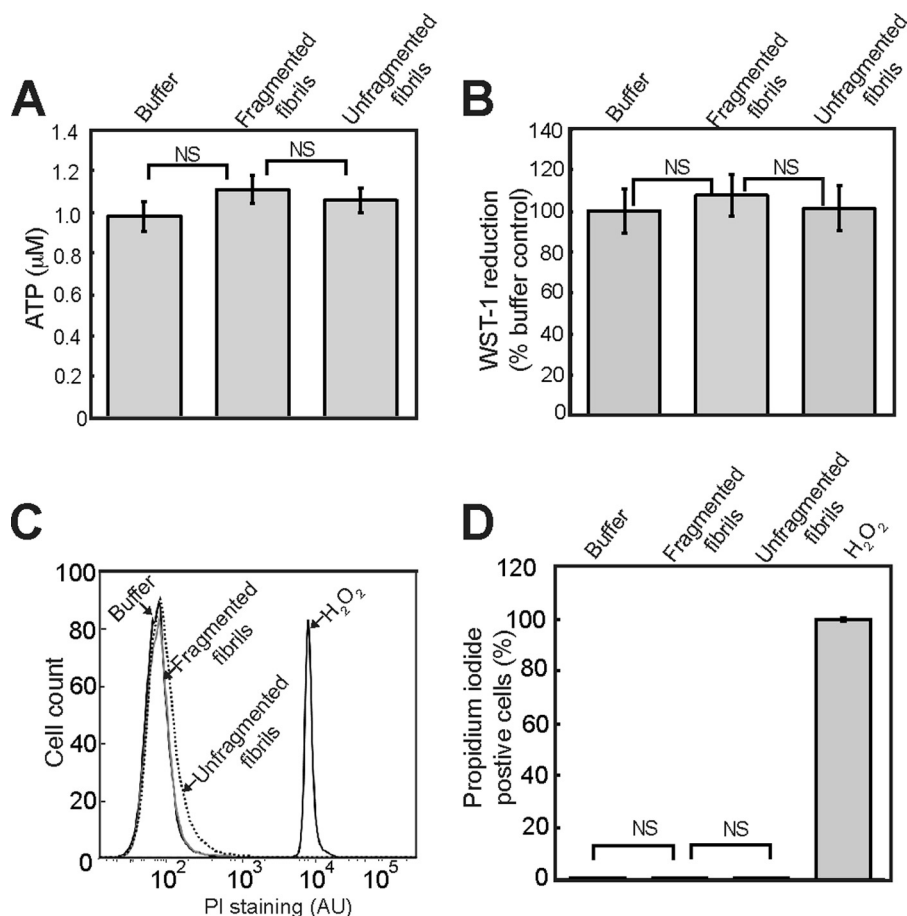 A
Buffer
Fragmented
fibrils
Unfragmented
fibrils
1.4
1.2
1.0
0.8
0.6
0.4
0.2
0
ATP (μM)
NS
NS
B
Buffer
Fragmented
fibrils
Unfragmented
fibrils
140
120
100
80
60
40
20
0
WST-1 reduction
(% buffer control)
NS
NS
C
100
80
60
40
20
0
Cell count
Buffer
Fragmented
fibrils
Unfragmented
fibrils
H₂O₂
10²
10³
10⁴
10⁵
PI staining (AU)
D
Buffer
Fragmented
fibrils
Unfragmented
fibrils
H₂O₂
120
100
80
60
40
20
0
Propidium iodide
postive cells (%)
NS
NS